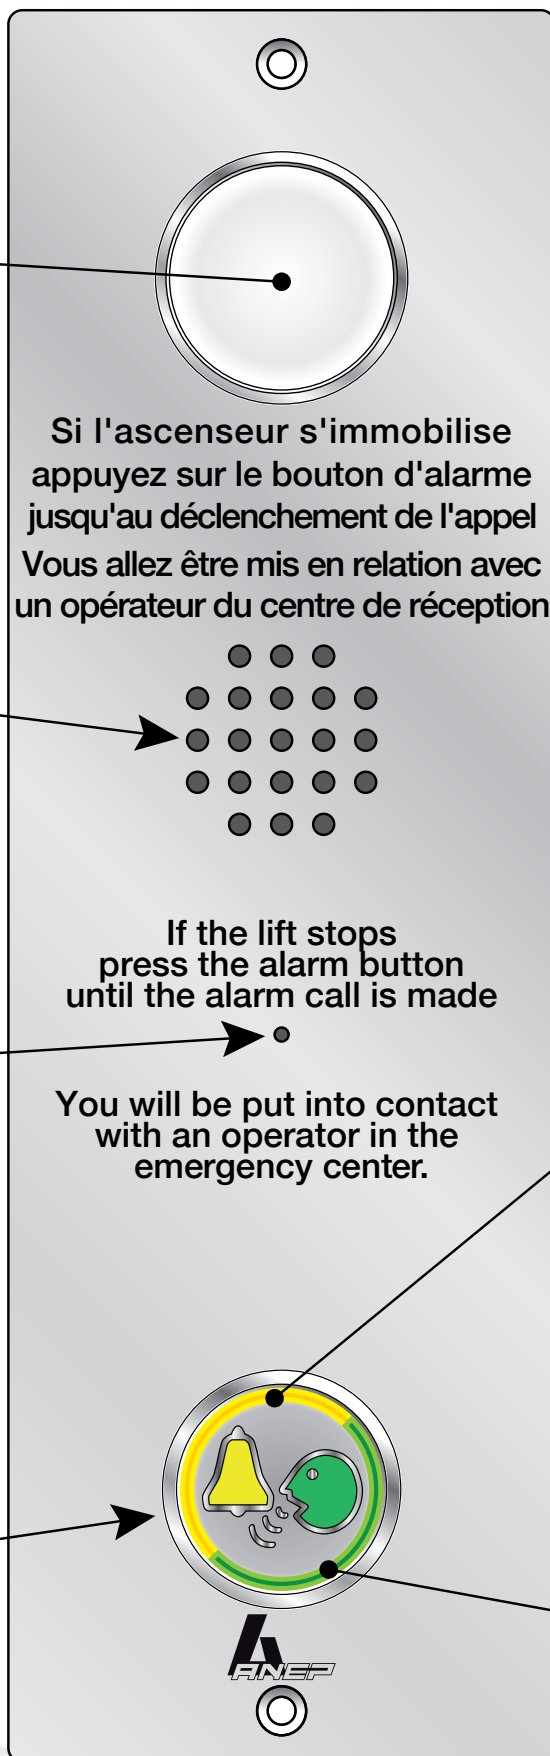 Si l'ascenseur s'immobilise
appuyez sur le bouton d'alarme
jusqu'au déclenchement de l'appel
Vous allez être mis en relation avec
un opérateur du centre de réception
If the lift stops
press the alarm button
until the alarm call is made
You will be put into contact
with an operator in the
emergency center.
ANEP